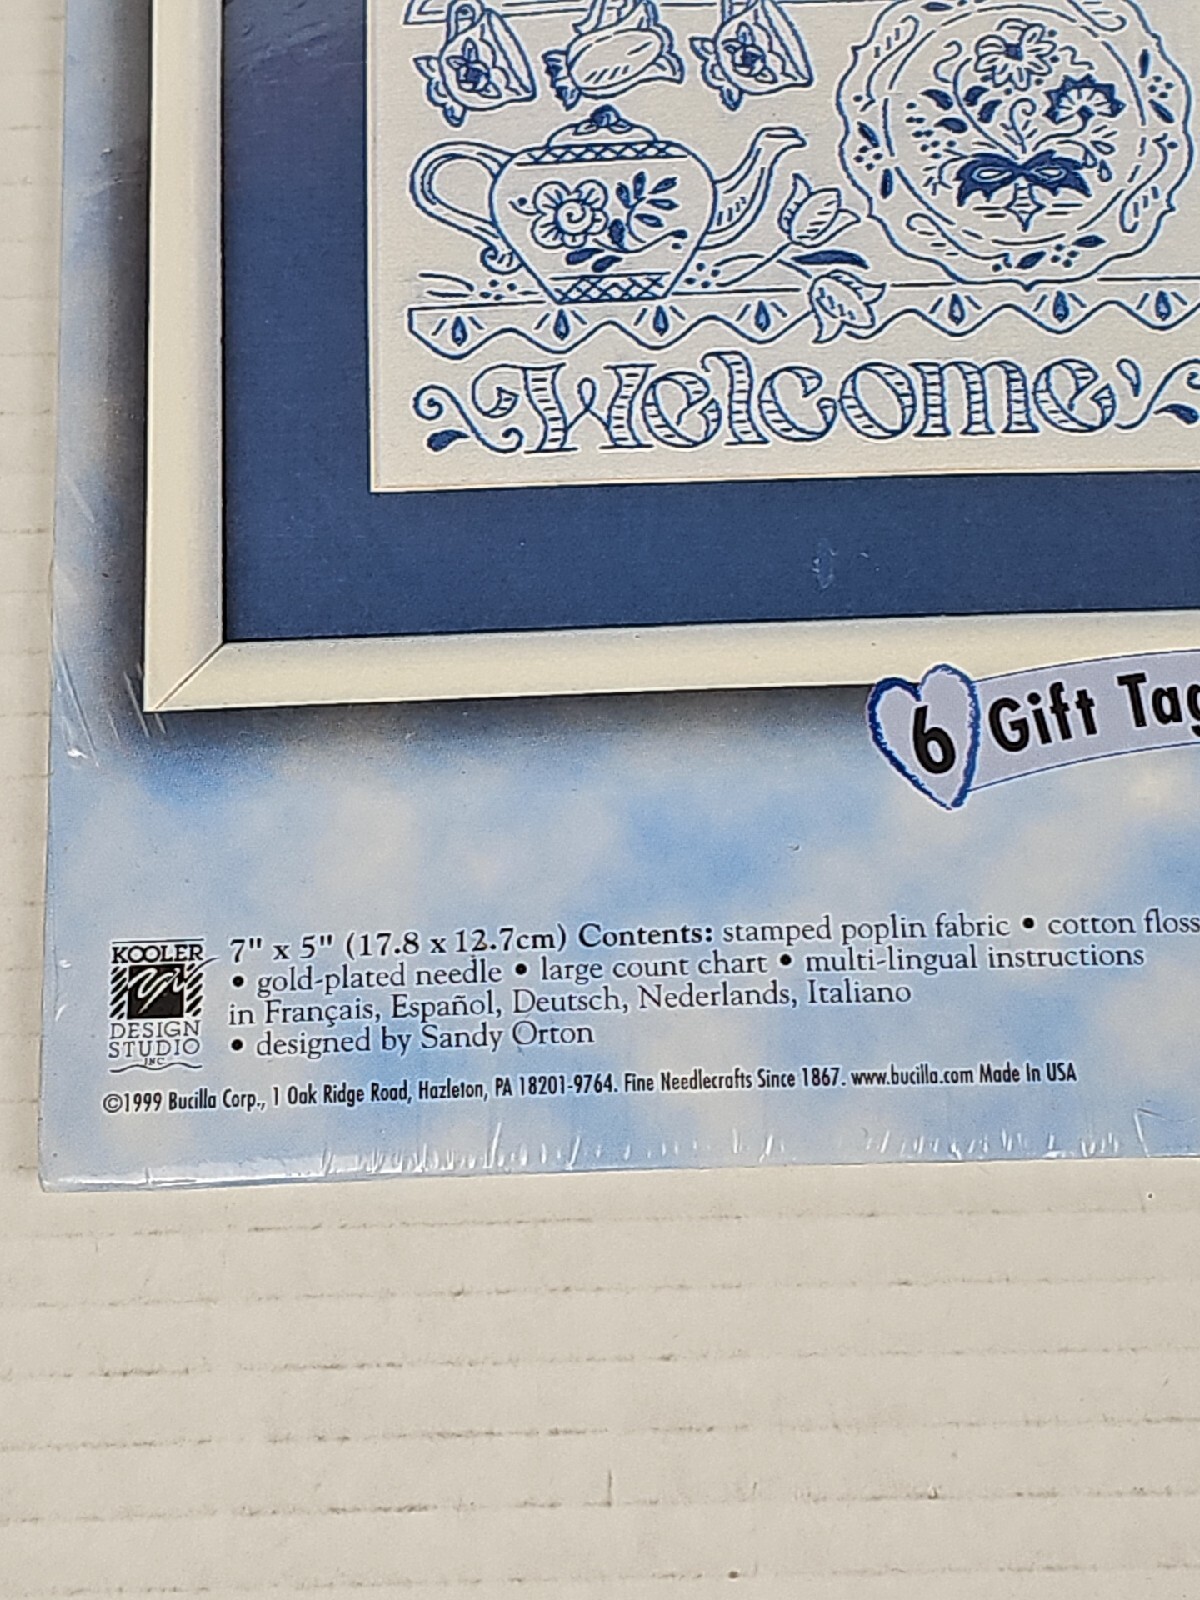 Welcome
6 Gift Tag
KOOLER
DESIGN
STUDIO
INC
7" x 5" (17.8 x 12.7cm) Contents: stamped poplin fabric • cotton floss
• gold-plated needle • large count chart • multi-lingual instructions
in Français, Español, Deutsch, Nederlands, Italiano
• designed by Sandy Orton
©1999 Bucilla Corp., 1 Oak Ridge Road, Hazleton, PA 18201-9764. Fine Needlecrafts Since 1867. www.bucilla.com Made In USA